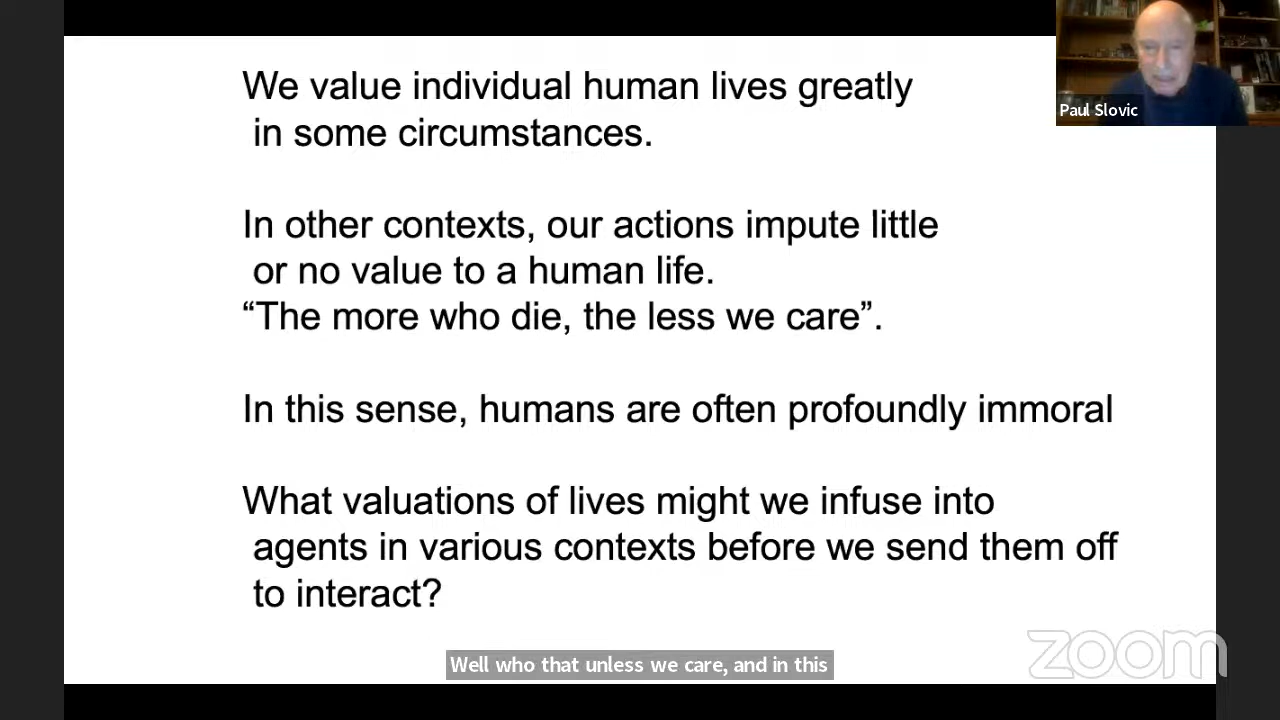 We value individual human lives greatly
in some circumstances.
In other contexts, our actions impute little
or no value to a human life.
“The more who die, the less we care”.
In this sense, humans are often profoundly immoral
What valuations of lives might we infuse into
agents in various contexts before we send them off
to interact?
Paul Slovic
Well who that unless we care, and in this
zoom